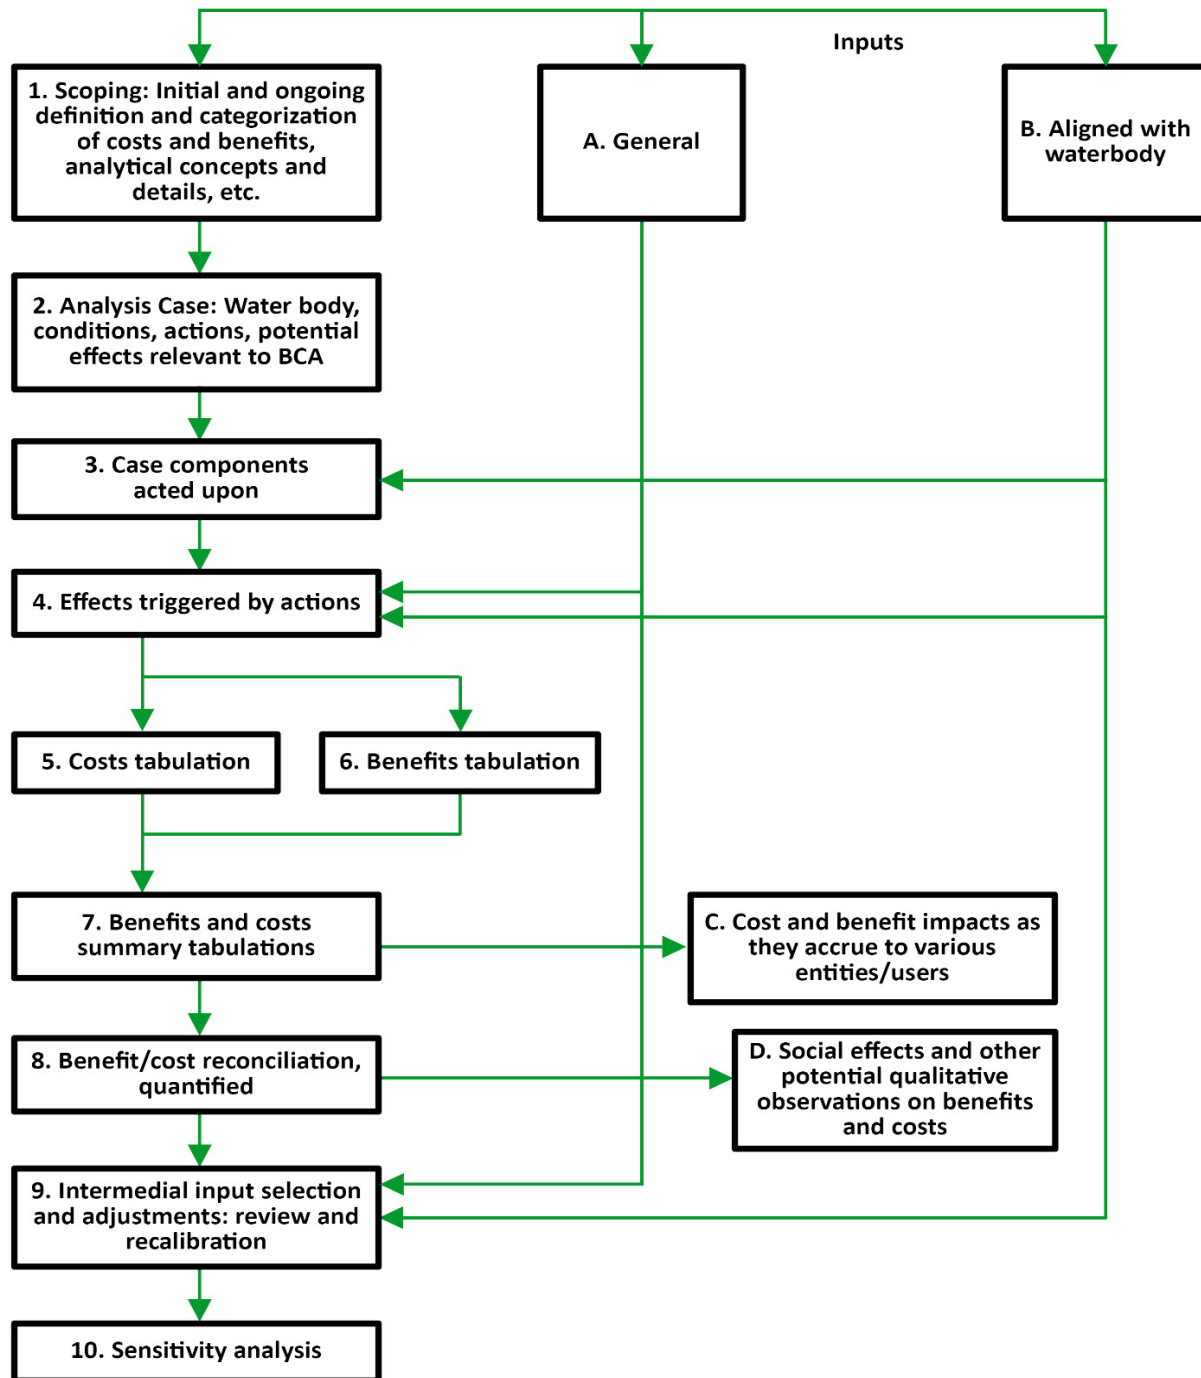 Inputs
1. Scoping: Initial and ongoing
definition and categorization
of costs and benefits,
analytical concepts and
details, etc.
A. General
B. Aligned with
waterbody
2. Analysis Case: Water body,
conditions, actions, potential
effects relevant to BCA
3. Case components
acted upon
4. Effects triggered by actions
5. Costs tabulation
6. Benefits tabulation
7. Benefits and costs
summary tabulations
C. Cost and benefit impacts as
they accrue to various
entities/users
8. Benefit/cost reconciliation,
quantified
D. Social effects and other
potential qualitative
observations on benefits
and costs
9. Intermedial input selection
and adjustments: review and
recalibration
10. Sensitivity analysis